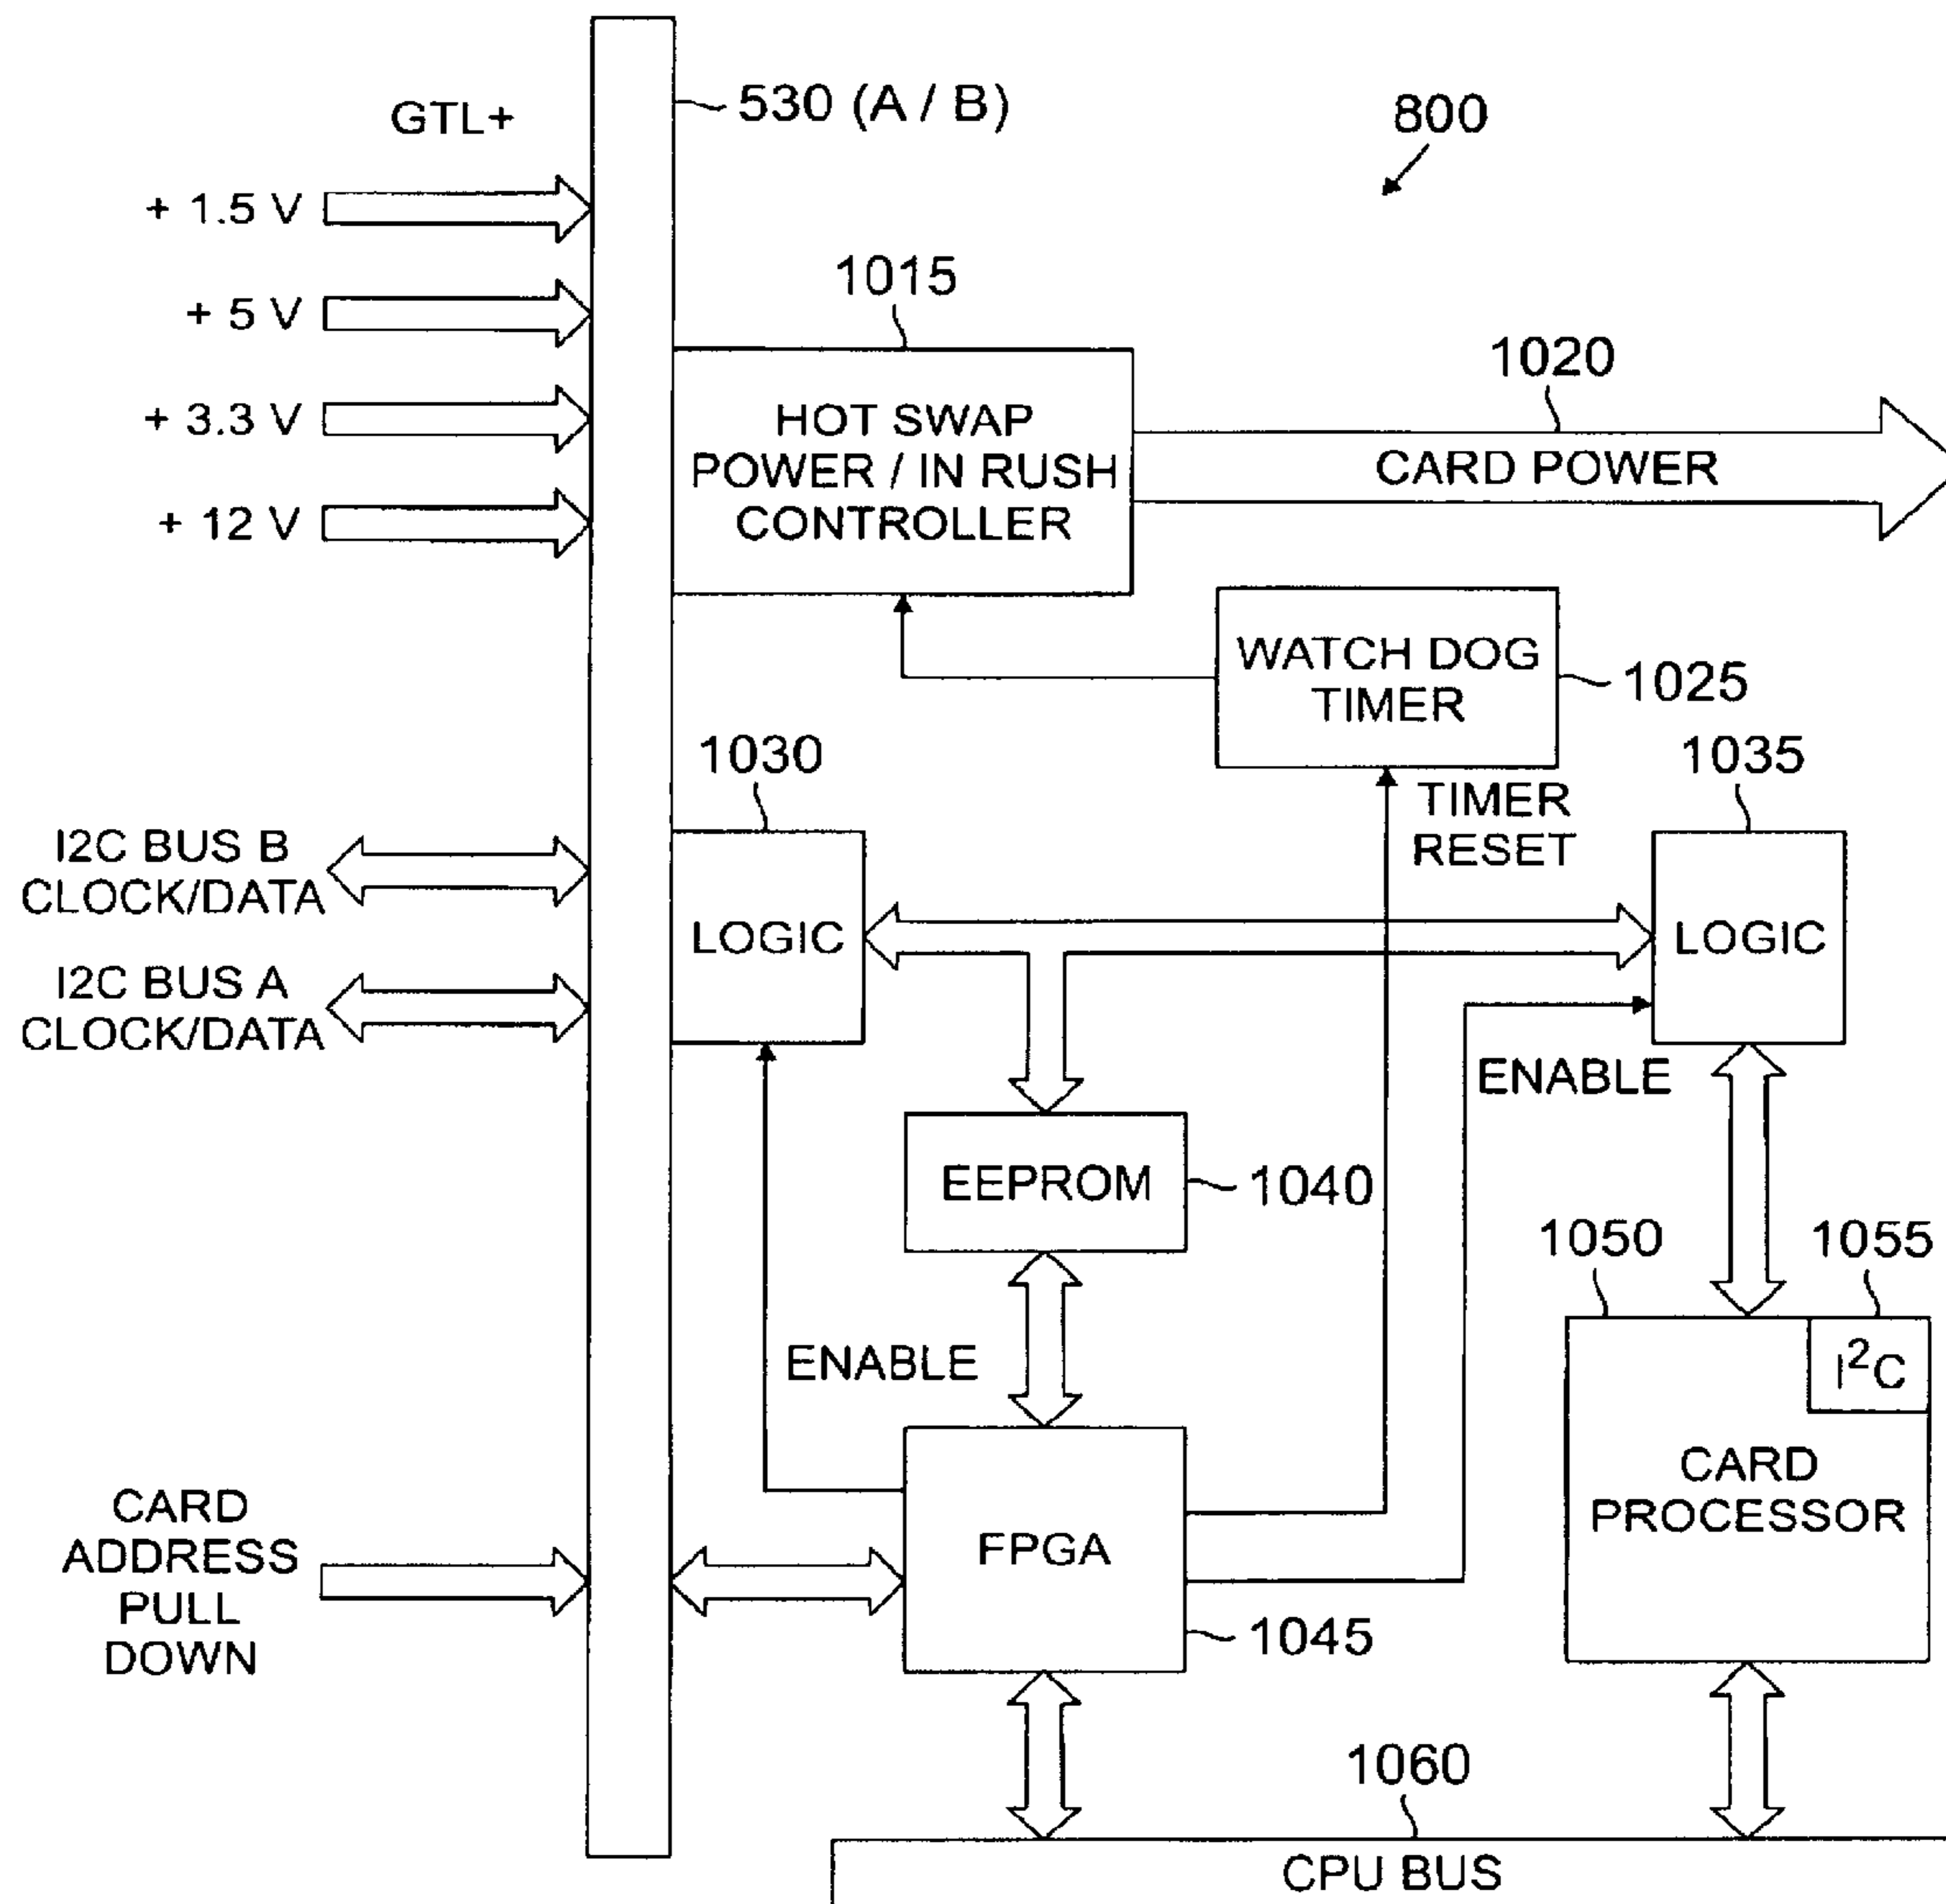 GTL+
530 (A / B)
800
+ 1.5 V
+ 5 V
+ 3.3 V
+ 12 V
1015
HOT SWAP
POWER / IN RUSH
CONTROLLER
1020
CARD POWER
WATCH DOG
TIMER
1025
TIMER
RESET
1030
LOGIC
1035
LOGIC
I2C BUS B
CLOCK/DATA
I2C BUS A
CLOCK/DATA
ENABLE
EEPROM
1040
1050
1055
I²C
CARD
PROCESSOR
ENABLE
FPGA
1045
CARD
ADDRESS
PULL
DOWN
1060
CPU BUS